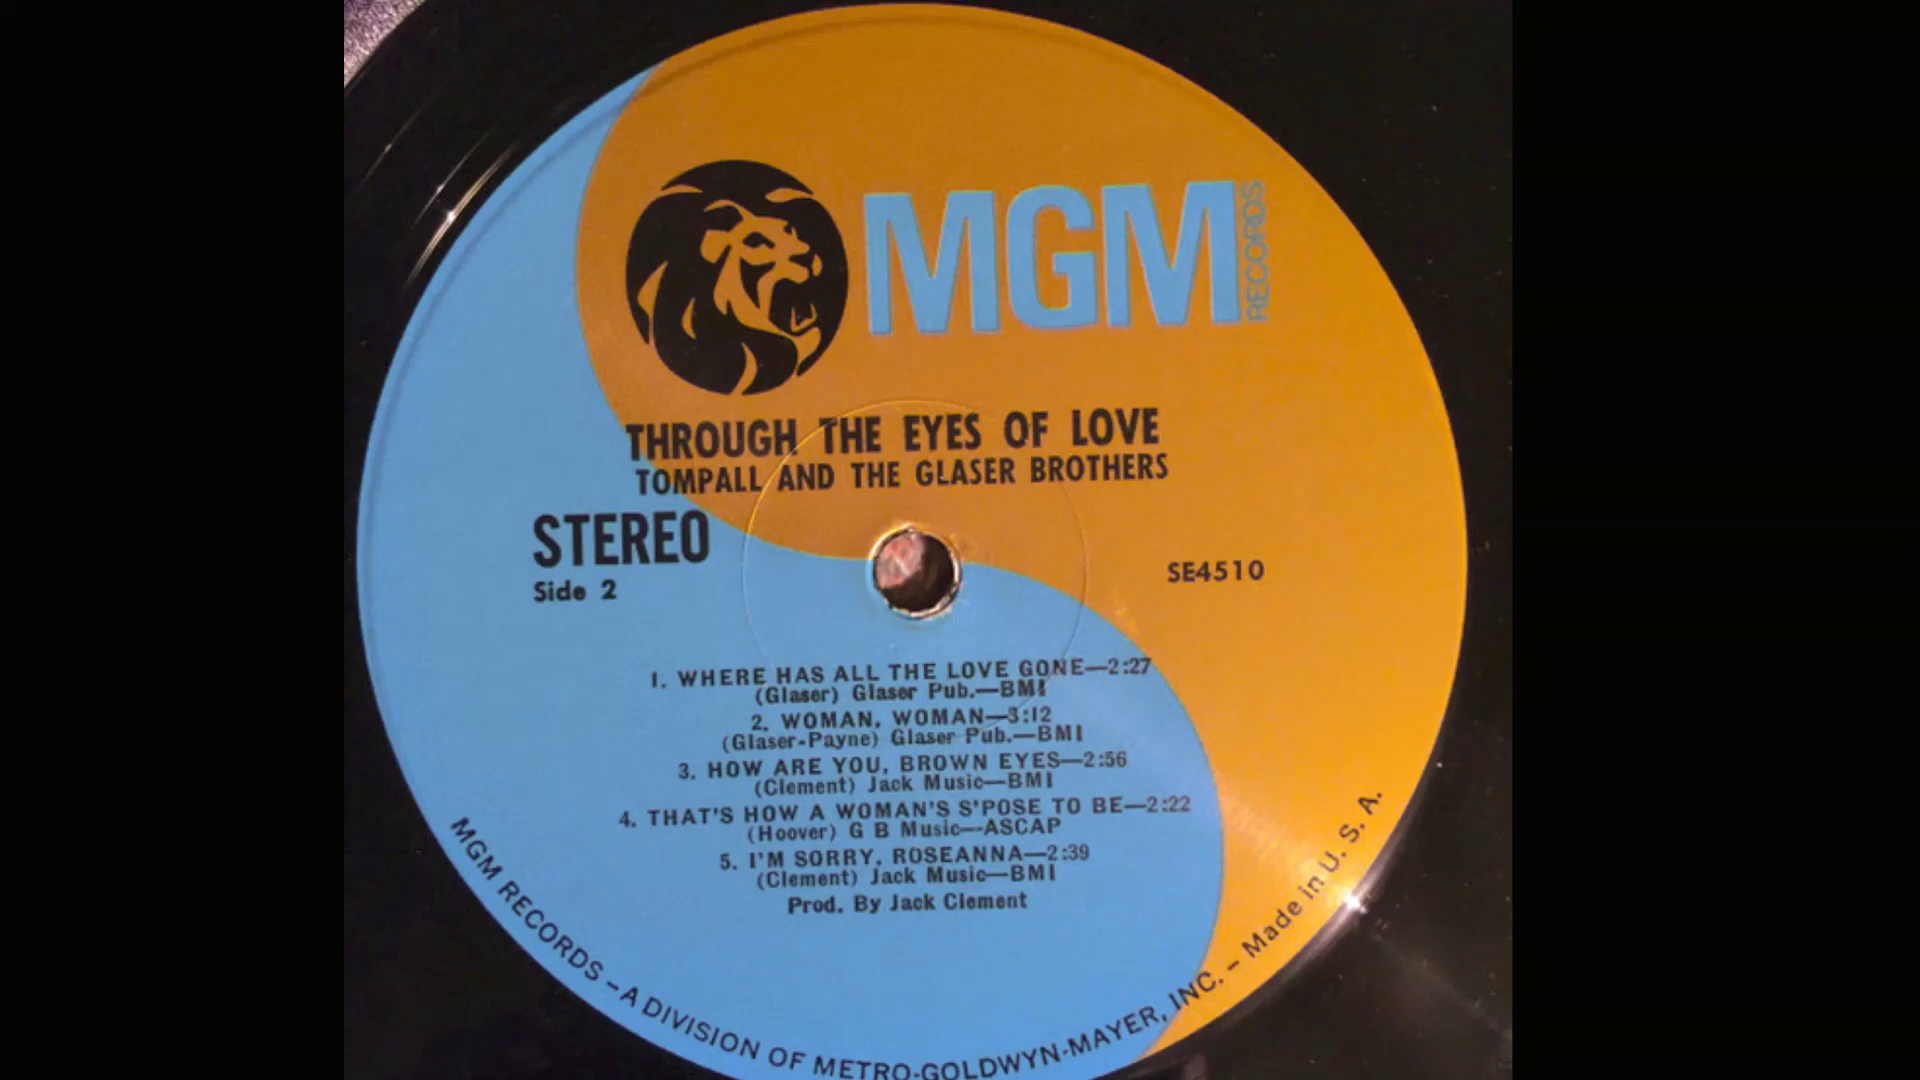 MGM RECORDS
THROUGH THE EYES OF LOVE
TOMPALL AND THE GLASER BROTHERS
STEREO
Side 2
SE4510
1. WHERE HAS ALL THE LOVE GONE—2:27
(Glaser) Glaser Pub.—BMI
2. WOMAN, WOMAN—3:12
(Glaser-Payne) Glaser Pub.—BMI
3. HOW ARE YOU, BROWN EYES—2:56
(Clement) Jack Music—BMI
4. THAT'S HOW A WOMAN'S S'POSE TO BE—2:22
(Hoover) G B Music—ASCAP
5. I'M SORRY, ROSEANNA—2:39
(Clement) Jack Music—BMI
Prod. By Jack Clement
MGM RECORDS – A DIVISION OF METRO-GOLDWYN-MAYER, INC. – Made in U. S. A.